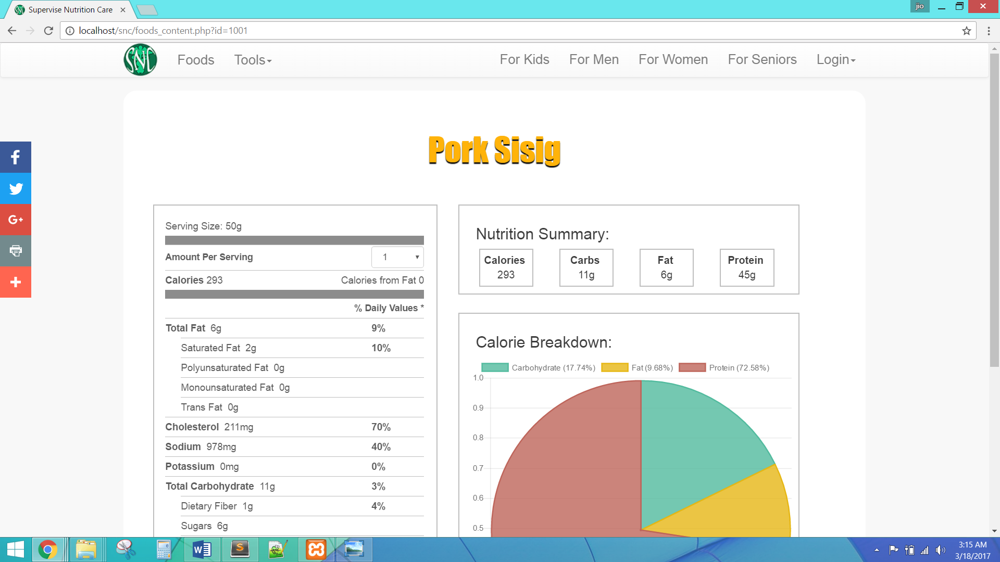 Supervise Nutrition Care
jio
localhost/snc/foods_content.php?id=1001
SNC
Foods
Tools
For Kids
For Men
For Women
For Seniors
Login
Pork Sisig
Serving Size: 50g
Amount Per Serving
1
Calories 293
Calories from Fat 0
% Daily Values *
Total Fat 6g 9%
Saturated Fat 2g 10%
Polyunsaturated Fat 0g
Monounsaturated Fat 0g
Trans Fat 0g
Cholesterol 211mg 70%
Sodium 978mg 40%
Potassium 0mg 0%
Total Carbohydrate 11g 3%
Dietary Fiber 1g 4%
Sugars 6g
Nutrition Summary:
Calories
293
Carbs
11g
Fat
6g
Protein
45g
Calorie Breakdown:
Carbohydrate (17.74%)
Fat (9.68%)
Protein (72.58%)
1.0
0.9
0.8
0.7
0.6
0.5
3:15 AM
3/18/2017